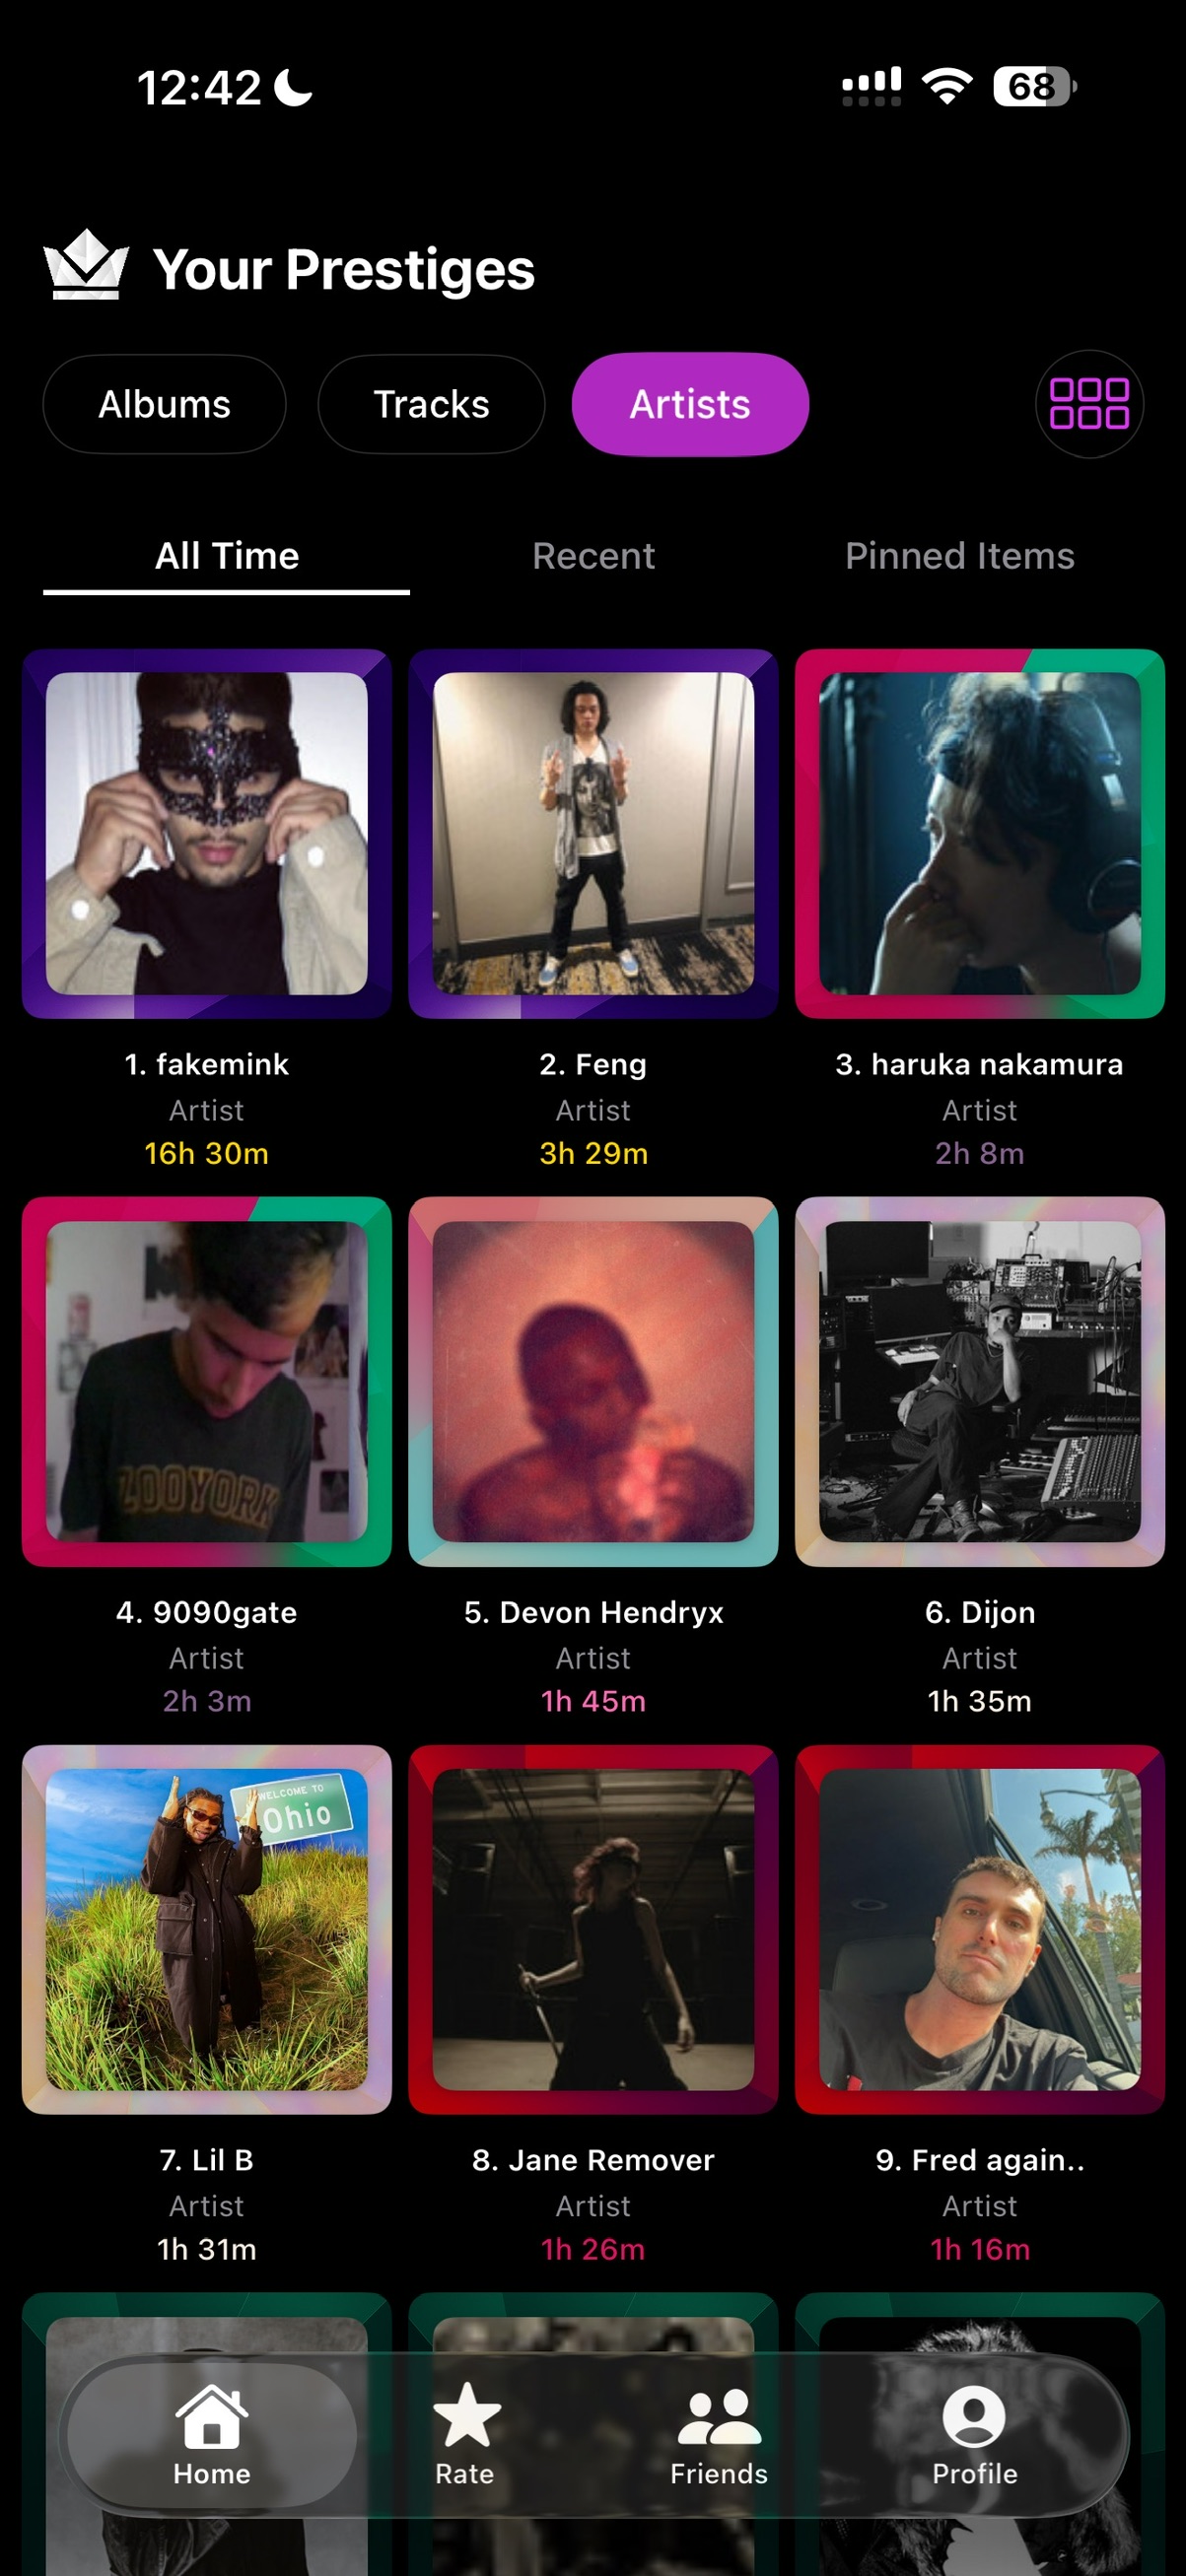 12:42
68
Your Prestiges
Albums
Tracks
Artists
All Time
Recent
Pinned Items
1. fakemink
Artist
16h 30m
2. Feng
Artist
3h 29m
3. haruka nakamura
Artist
2h 8m
ZOOYORK
4. 9090gate
Artist
2h 3m
5. Devon Hendryx
Artist
1h 45m
6. Dijon
Artist
1h 35m
WELCOME TO
Ohio
7. Lil B
Artist
1h 31m
8. Jane Remover
Artist
1h 26m
9. Fred again..
Artist
1h 16m
Home
Rate
Friends
Profile